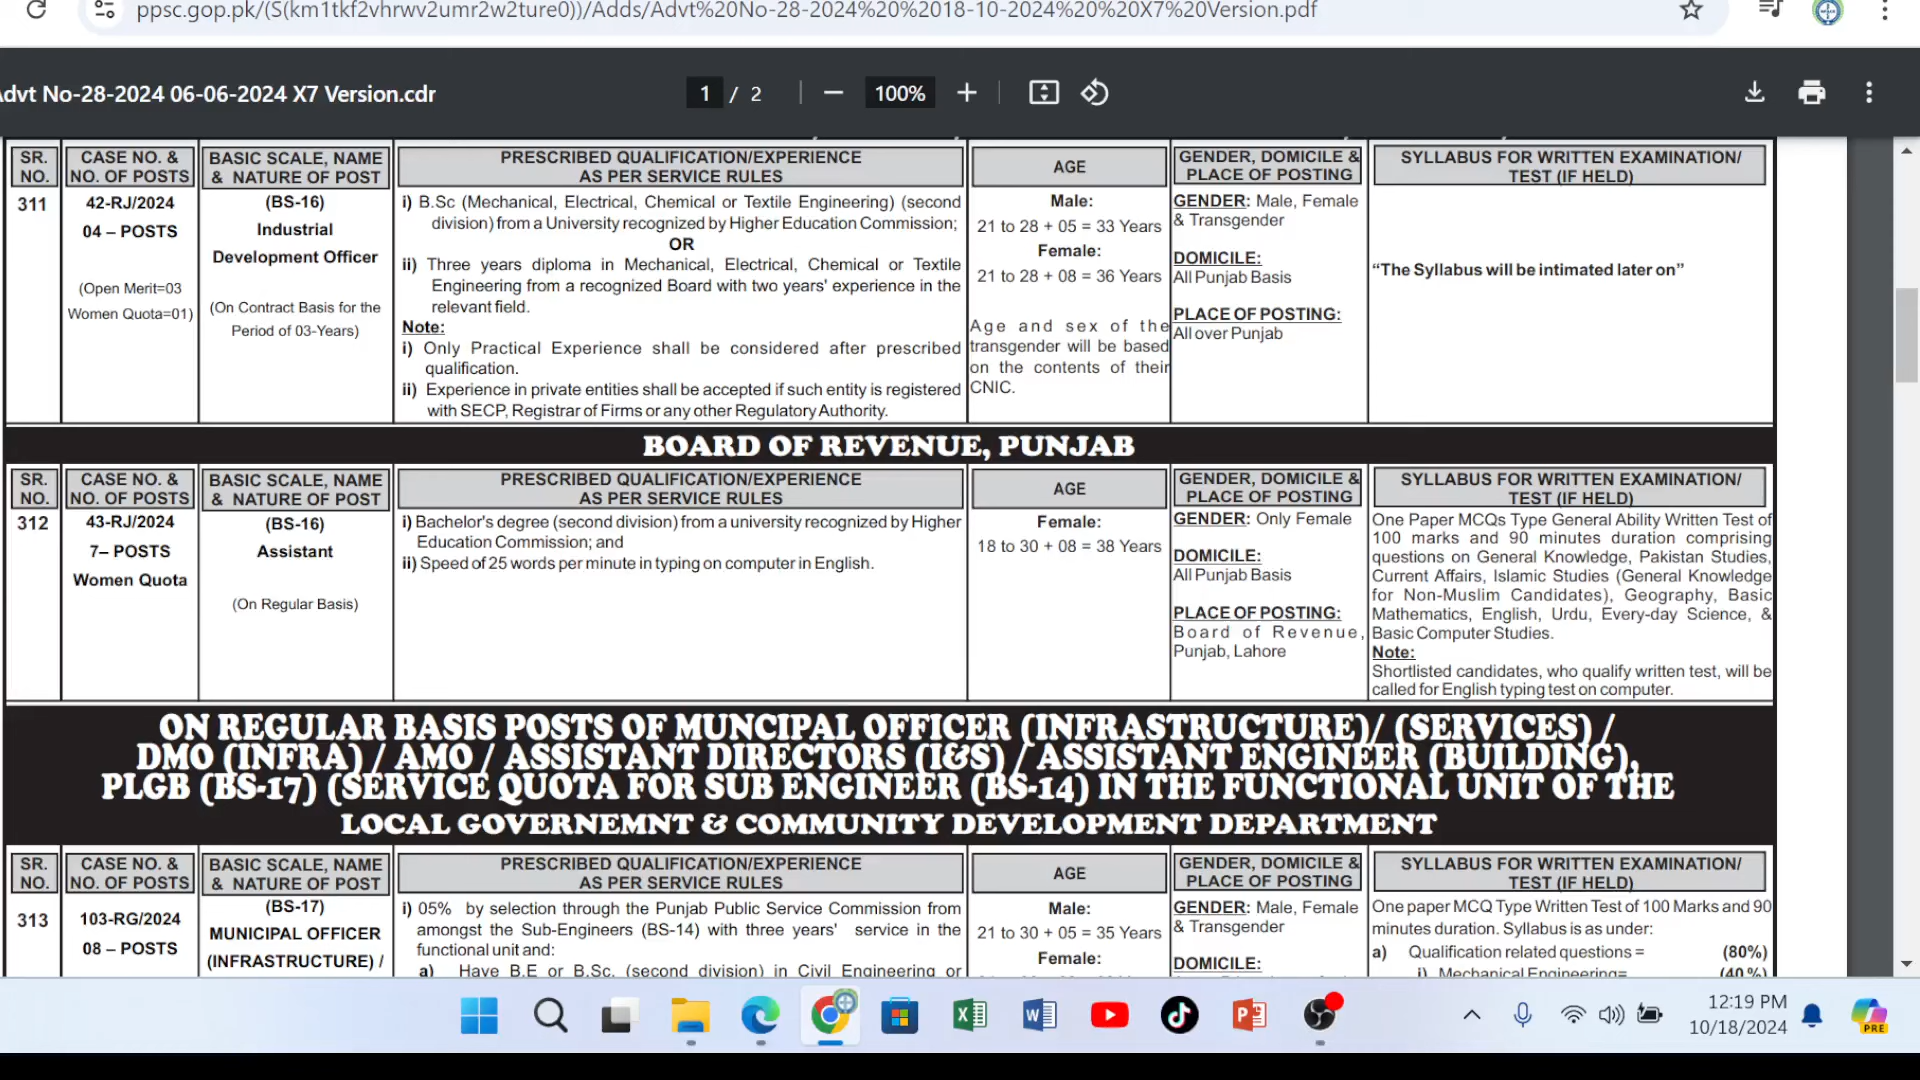 ppsc.gop.pk/(S(km1tkf2vhrwv2umr2w2ture0))/Adds/Advt%20No-28-2024%20%2018-10-2024%20%20X7%20Version.pdf
Advt No-28-2024 06-06-2024 X7 Version.cdr
1 / 2
100%
SR. NO.
CASE NO. & NO. OF POSTS
BASIC SCALE, NAME & NATURE OF POST
PRESCRIBED QUALIFICATION/EXPERIENCE
AS PER SERVICE RULES
AGE
GENDER, DOMICILE &
PLACE OF POSTING
SYLLABUS FOR WRITTEN EXAMINATION/
TEST (IF HELD)
311
42-RJ/2024
04 – POSTS
(Open Merit=03
Women Quota=01)
(BS-16)
Industrial
Development Officer
(On Contract Basis for the
Period of 03-Years)
i) B.Sc (Mechanical, Electrical, Chemical or Textile Engineering) (second
division) from a University recognized by Higher Education Commission;
OR
ii) Three years diploma in Mechanical, Electrical, Chemical or Textile
Engineering from a recognized Board with two years' experience in the
relevant field.
Note:
i) Only Practical Experience shall be considered after prescribed
qualification.
ii) Experience in private entities shall be accepted if such entity is registered
with SECP, Registrar of Firms or any other Regulatory Authority.
Male:
21 to 28 + 05 = 33 Years
Female:
21 to 28 + 08 = 36 Years
Age and sex of the
transgender will be based
on the contents of their
CNIC.
GENDER: Male, Female
& Transgender
DOMICILE:
All Punjab Basis
PLACE OF POSTING:
All over Punjab
“The Syllabus will be intimated later on”
BOARD OF REVENUE, PUNJAB
SR. NO.
CASE NO. & NO. OF POSTS
BASIC SCALE, NAME & NATURE OF POST
PRESCRIBED QUALIFICATION/EXPERIENCE
AS PER SERVICE RULES
AGE
GENDER, DOMICILE &
PLACE OF POSTING
SYLLABUS FOR WRITTEN EXAMINATION/
TEST (IF HELD)
312
43-RJ/2024
7– POSTS
Women Quota
(BS-16)
Assistant
(On Regular Basis)
i) Bachelor's degree (second division) from a university recognized by Higher
Education Commission; and
ii) Speed of 25 words per minute in typing on computer in English.
Female:
18 to 30 + 08 = 38 Years
GENDER: Only Female
DOMICILE:
All Punjab Basis
PLACE OF POSTING:
Board of Revenue,
Punjab, Lahore
One Paper MCQs Type General Ability Written Test of
100 marks and 90 minutes duration comprising
questions on General Knowledge, Pakistan Studies,
Current Affairs, Islamic Studies (General Knowledge
for Non-Muslim Candidates), Geography, Basic
Mathematics, English, Urdu, Every-day Science, &
Basic Computer Studies.
Note:
Shortlisted candidates, who qualify written test, will be
called for English typing test on computer.
ON REGULAR BASIS POSTS OF MUNCIPAL OFFICER (INFRASTRUCTURE)/ (SERVICES) /
DMO (INFRA) / AMO / ASSISTANT DIRECTORS (I&S) / ASSISTANT ENGINEER (BUILDING),
PLGB (BS-17) (SERVICE QUOTA FOR SUB ENGINEER (BS-14) IN THE FUNCTIONAL UNIT OF THE
LOCAL GOVERNEMNT & COMMUNITY DEVELOPMENT DEPARTMENT
SR. NO.
CASE NO. & NO. OF POSTS
BASIC SCALE, NAME & NATURE OF POST
PRESCRIBED QUALIFICATION/EXPERIENCE
AS PER SERVICE RULES
AGE
GENDER, DOMICILE &
PLACE OF POSTING
SYLLABUS FOR WRITTEN EXAMINATION/
TEST (IF HELD)
313
103-RG/2024
08 – POSTS
(BS-17)
MUNICIPAL OFFICER
(INFRASTRUCTURE) /
i) 05% by selection through the Punjab Public Service Commission from
amongst the Sub-Engineers (BS-14) with three years' service in the
functional unit and:
a) Have B.E or B.Sc. (second division) in Civil Engineering or
Male:
21 to 30 + 05 = 35 Years
Female:
GENDER: Male, Female
& Transgender
DOMICILE:
One paper MCQ Type Written Test of 100 Marks and 90
minutes duration. Syllabus is as under:
a) Qualification related questions = (80%)
i) Mechanical Engineering= (40%)
12:19 PM
10/18/2024
PRE